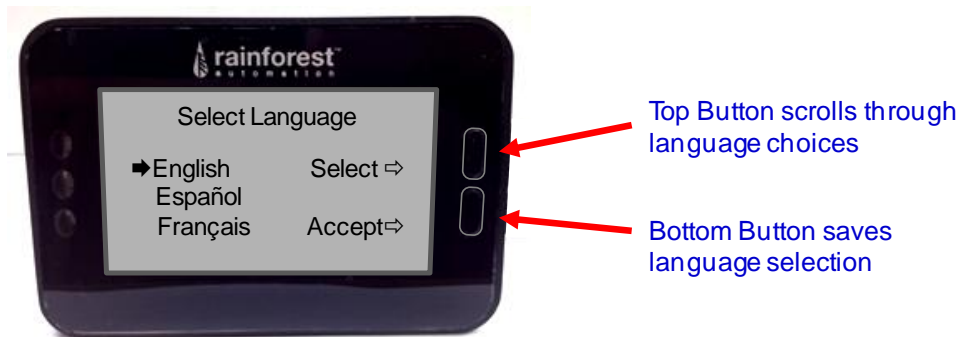 rainforest™
automation
Select Language
➡English Select ⇨
Español
Français Accept⇨
Top Button scrolls through
language choices
Bottom Button saves
language selection